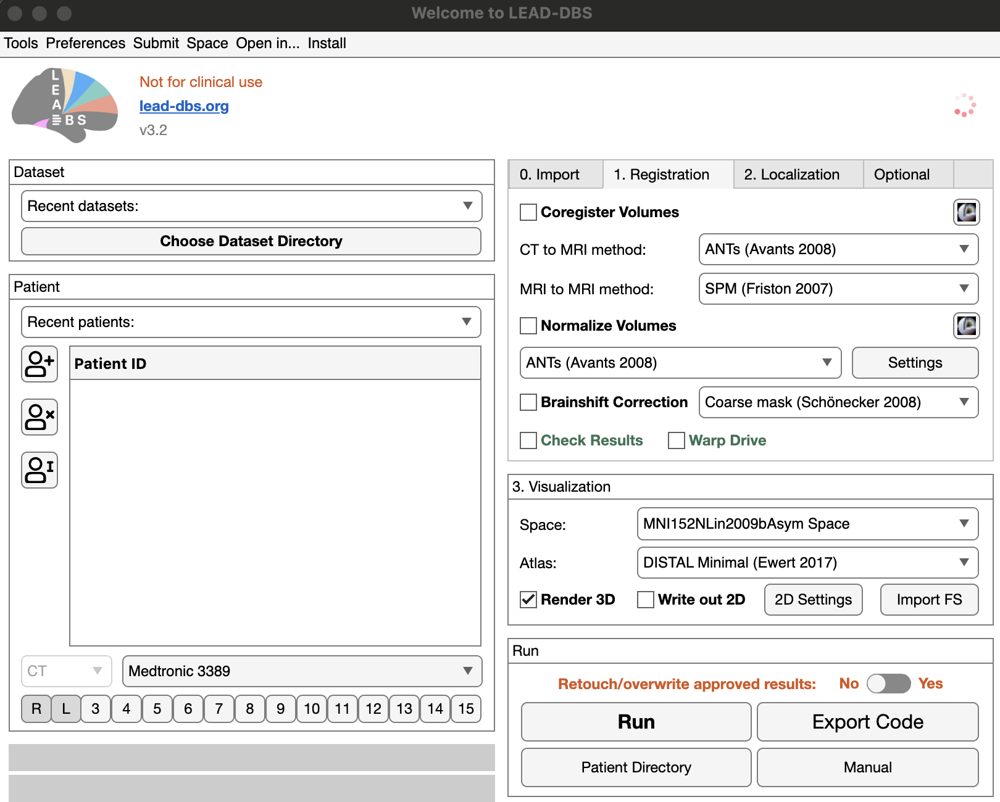 Welcome to LEAD-DBS
Tools Preferences Submit Space Open in... Install
L
E
A
BS
Not for clinical use
lead-dbs.org
v3.2
Dataset
Recent datasets:
Choose Dataset Directory
Patient
Recent patients:
Patient ID
CT
Medtronic 3389
R L 3 4 5 6 7 8 9 10 11 12 13 14 15
0. Import 1. Registration 2. Localization Optional
Coregister Volumes
CT to MRI method: ANTs (Avants 2008)
MRI to MRI method: SPM (Friston 2007)
Normalize Volumes
ANTs (Avants 2008) Settings
Brainshift Correction Coarse mask (Schönecker 2008)
Check Results Warp Drive
3. Visualization
Space: MNI152NLin2009bAsym Space
Atlas: DISTAL Minimal (Ewert 2017)
Render 3D Write out 2D 2D Settings Import FS
Run
Retouch/overwrite approved results: No Yes
Run Export Code
Patient Directory Manual